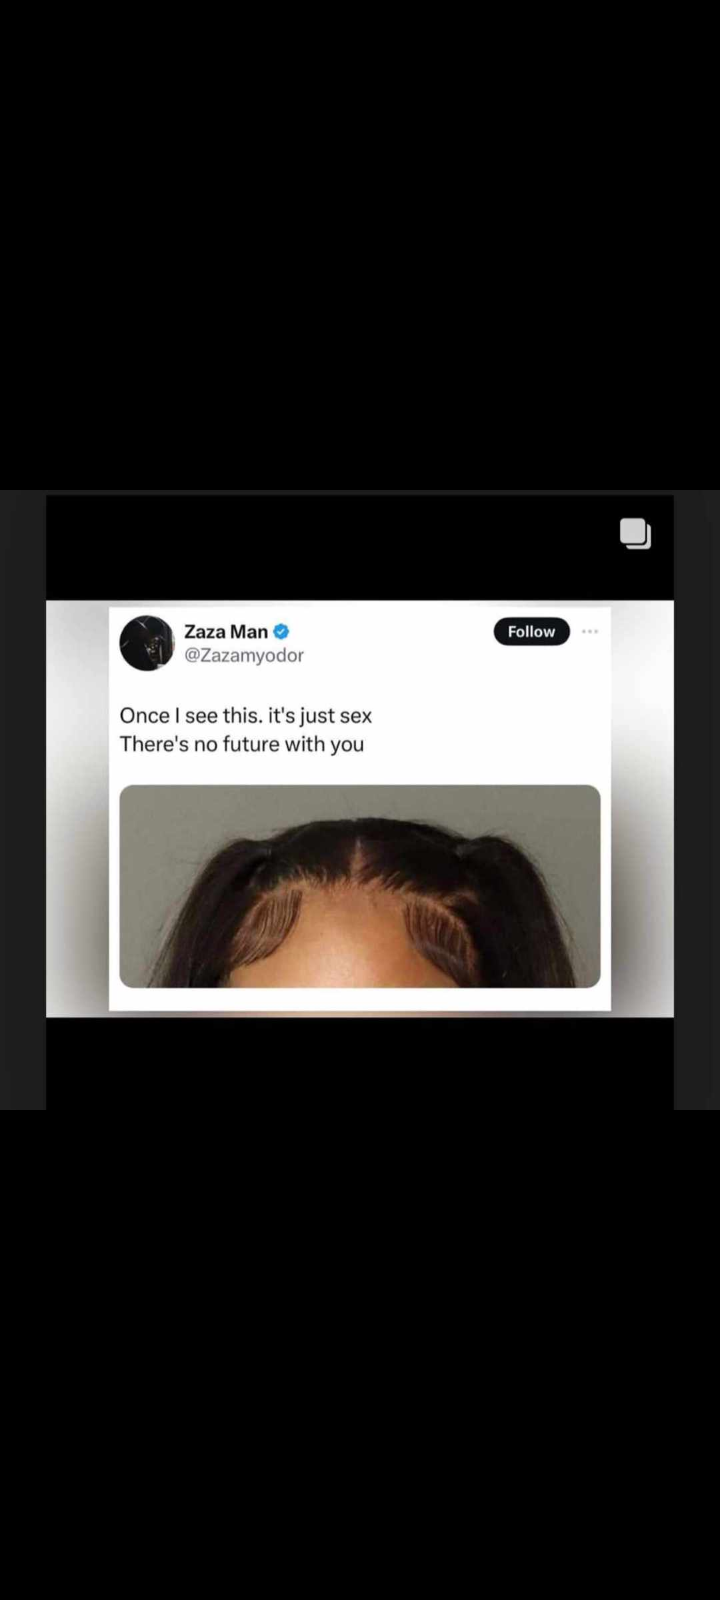 Zaza Man
Follow
@Zazamyodor
Once I see this. it's just sex
There's no future with you